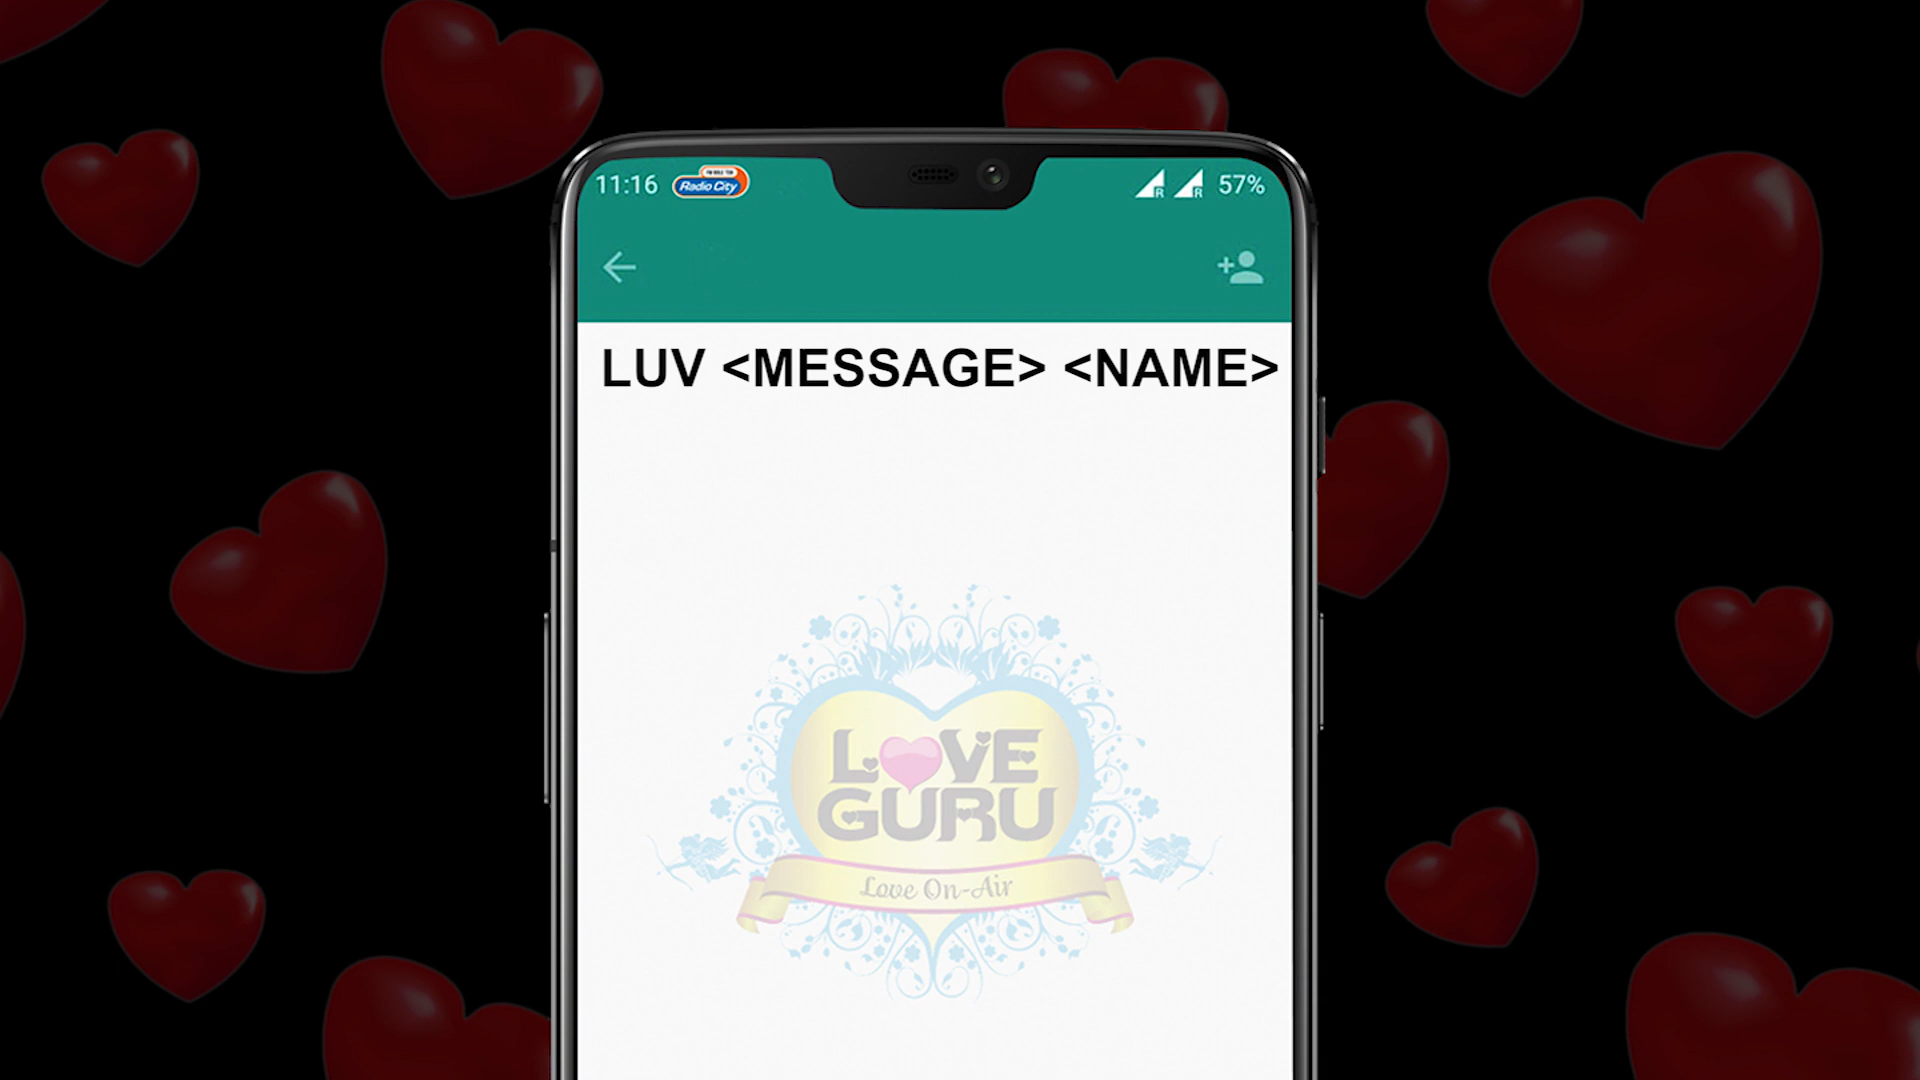 11:16
Radio City
57%
LUV <MESSAGE> <NAME>
LOVE
GURU
Love On-Air